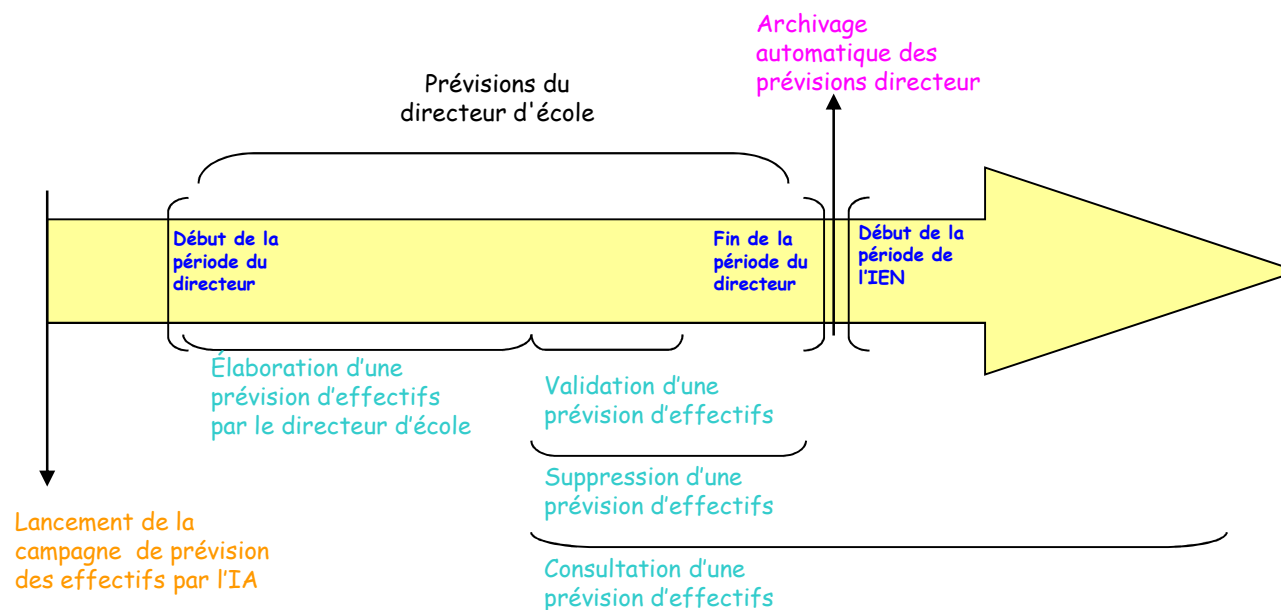 Archivage
automatique des
prévisions directeur
Prévisions du
directeur d'école
Début de la
période du
directeur
Fin de la
période du
directeur
Début de la
période de
l’IEN
Élaboration d’une
prévision d’effectifs
par le directeur d’école
Validation d’une
prévision d’effectifs
Suppression d’une
prévision d’effectifs
Lancement de la
campagne de prévision
des effectifs par l’IA
Consultation d’une
prévision d’effectifs